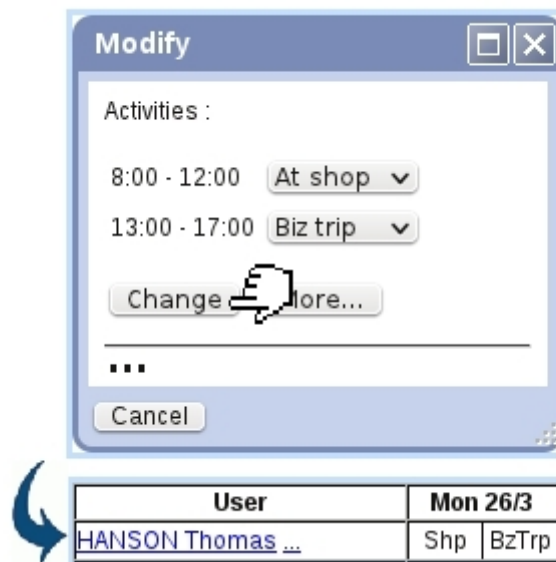 Modify
Activities :
8:00 - 12:00 At shop
13:00 - 17:00 Biz trip
Change More...
...
Cancel
User Mon 26/3
HANSON Thomas ... Shp BzTrp